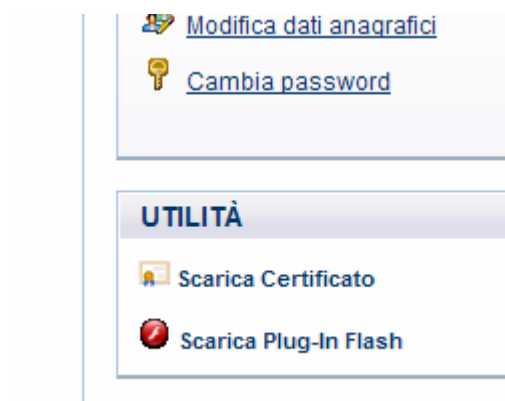 Modifica dati anagrafici
Cambia password
UTILITÀ
Scarica Certificato
Scarica Plug-In Flash